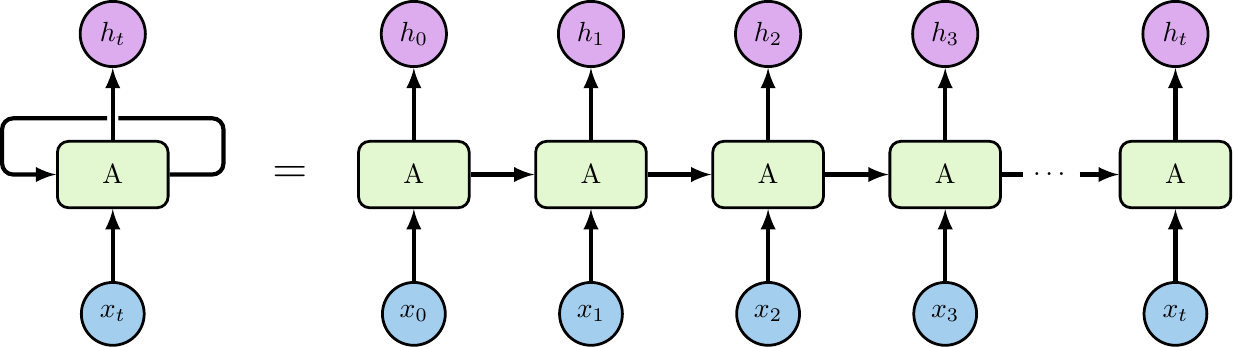 h_t h_0 h_1 h_2 h_3 h_t
A = A A A A ⋯ A
x_t x_0 x_1 x_2 x_3 x_t